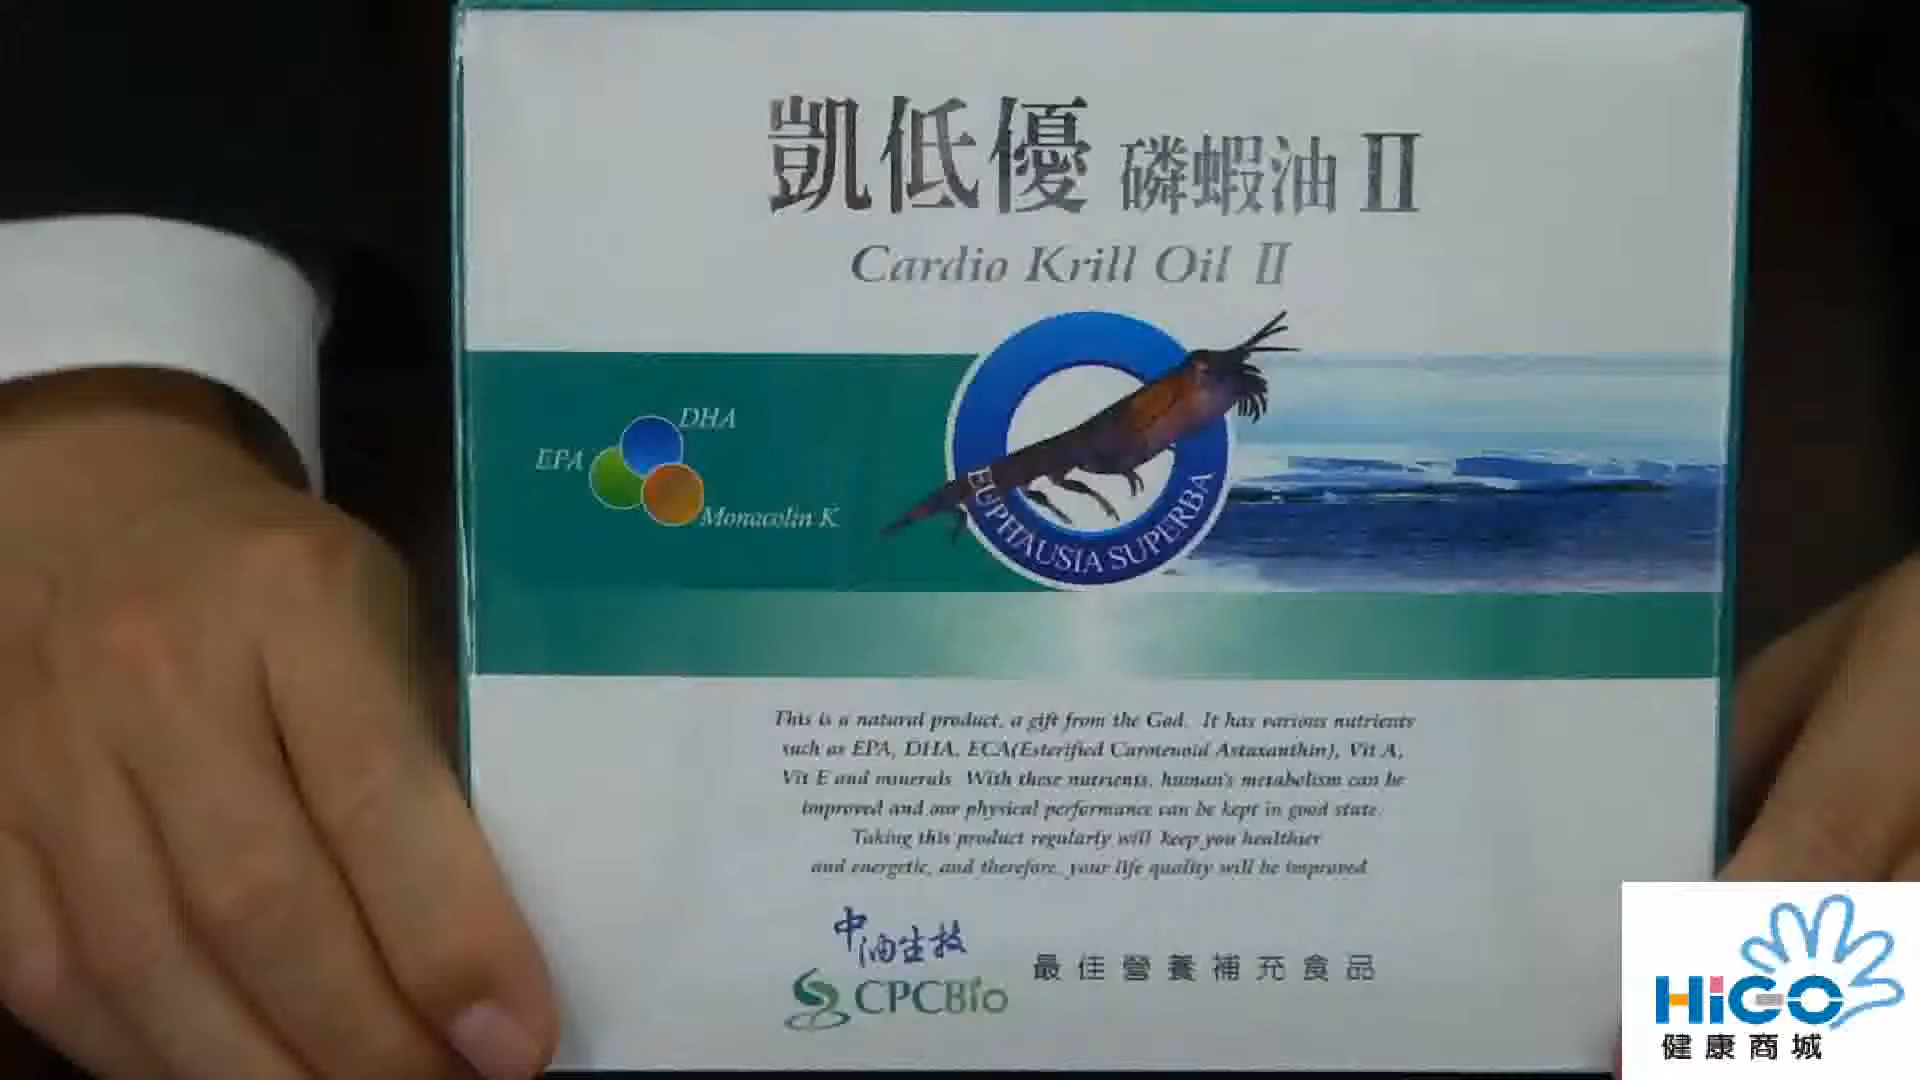 凱低優 磷蝦油 II
Cardio Krill Oil II
DHA
EPA
Monacolin K
EUPHAUSIA SUPERBA
This is a natural product, a gift from the God. It has various nutrients
such as EPA, DHA, ECA(Esterified Carotenoid Astaxanthin), Vit A,
Vit E and minerals. With these nutrients, human's metabolism can be
improved and our physical performance can be kept in good state.
Taking this product regularly will keep you healthier
and energetic, and therefore, your life quality will be improved
中油生技
CPCBio
最佳營養補充食品
HiGO
健康商城